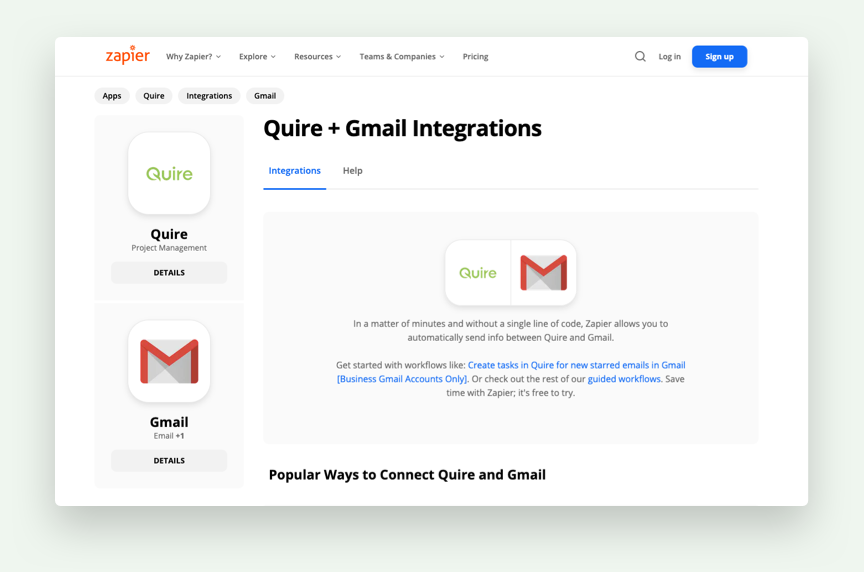 zapier
Why Zapier? Explore Resources Teams & Companies Pricing Log in Sign up
Apps Quire Integrations Gmail
Quire
Quire
Project Management
DETAILS
Gmail
Email +1
DETAILS
Quire + Gmail Integrations
Integrations Help
Quire
In a matter of minutes and without a single line of code, Zapier allows you to
automatically send info between Quire and Gmail.
Get started with workflows like: Create tasks in Quire for new starred emails in Gmail
[Business Gmail Accounts Only]. Or check out the rest of our guided workflows. Save
time with Zapier; it's free to try.
Popular Ways to Connect Quire and Gmail